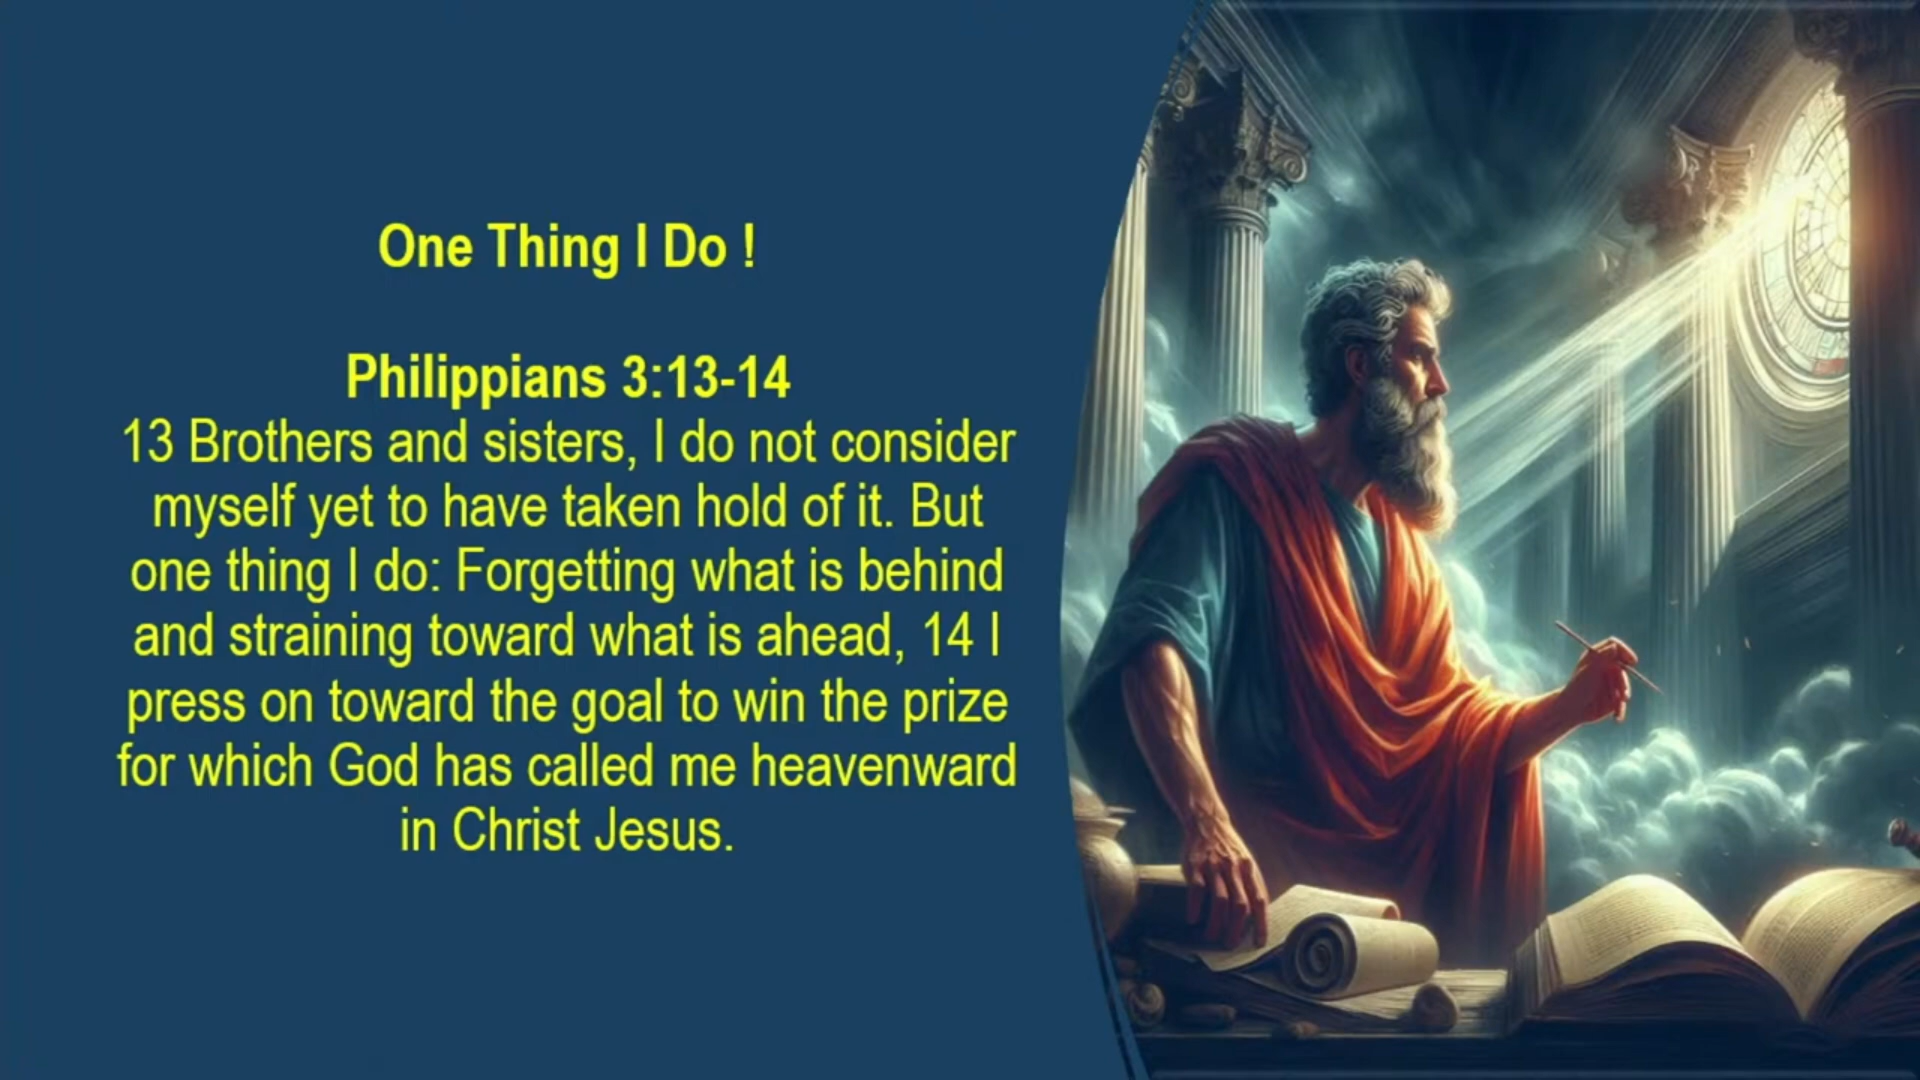 One Thing I Do !
Philippians 3:13-14
13 Brothers and sisters, I do not consider
myself yet to have taken hold of it. But
one thing I do: Forgetting what is behind
and straining toward what is ahead, 14 I
press on toward the goal to win the prize
for which God has called me heavenward
in Christ Jesus.